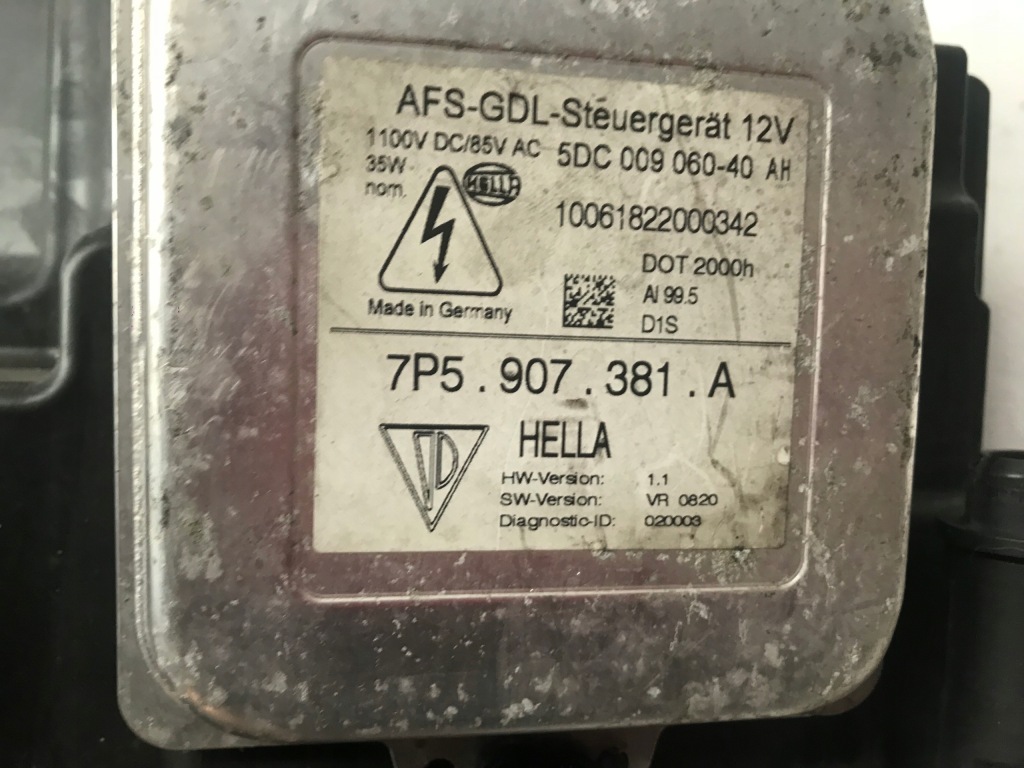 AFS-GDL-Steuergerät 12V
1100V DC/85V AC 5DC 009 060-40 AH
35W
nom.
HELLA
10061822000342
DOT 2000h
Al 99.5
D1S
Made in Germany
7P5.907.381.A
HELLA
HW-Version: 1.1
SW-Version: VR 0820
Diagnostic-ID: 020003